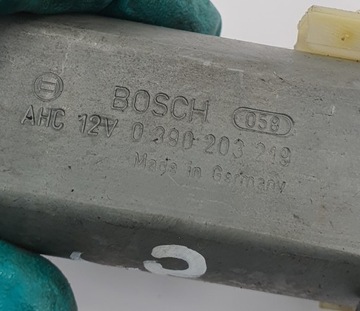 BOSCH 058
AHC 12V 0 390 203 219
Made in Germany